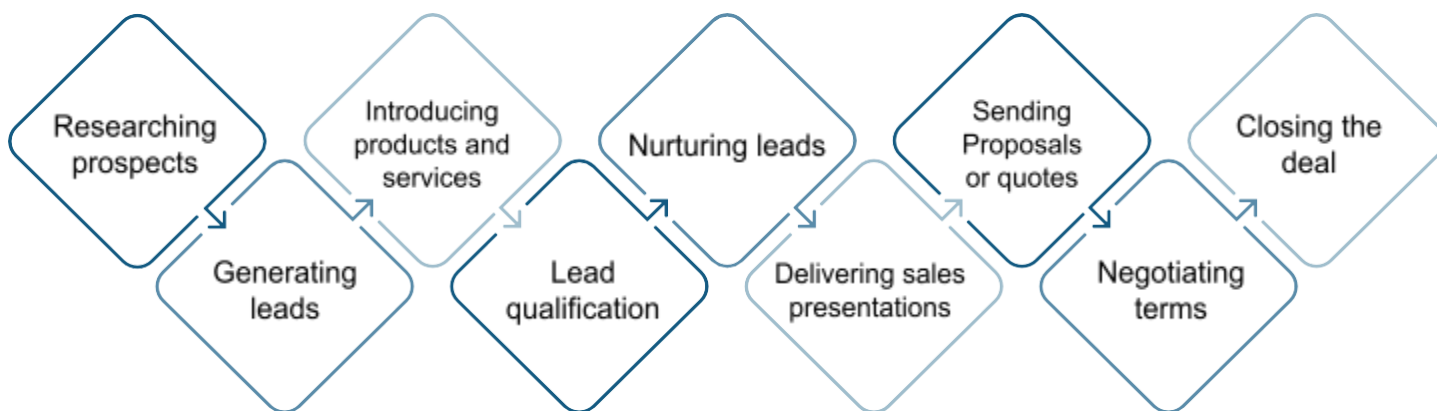 Researching
prospects
Generating
leads
Introducing
products and
services
Lead
qualification
Nurturing leads
Delivering sales
presentations
Sending
Proposals
or quotes
Negotiating
terms
Closing the
deal